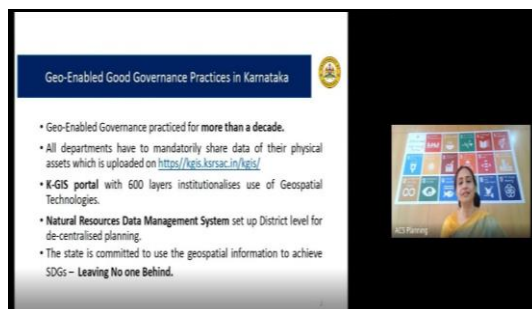 Geo-Enabled Good Governance Practices in Karnataka
• Geo-Enabled Governance practiced for more than a decade.
• All departments have to mandatorily share data of their physical
assets which is uploaded on https//kgis.ksrsac.in/kgis/
• K-GIS portal with 600 layers institutionalises use of Geospatial
Technologies.
• Natural Resources Data Management System set up District level for
de-centralised planning.
• The state is committed to use the geospatial information to achieve
SDGs – Leaving No one Behind.
ACS Planning